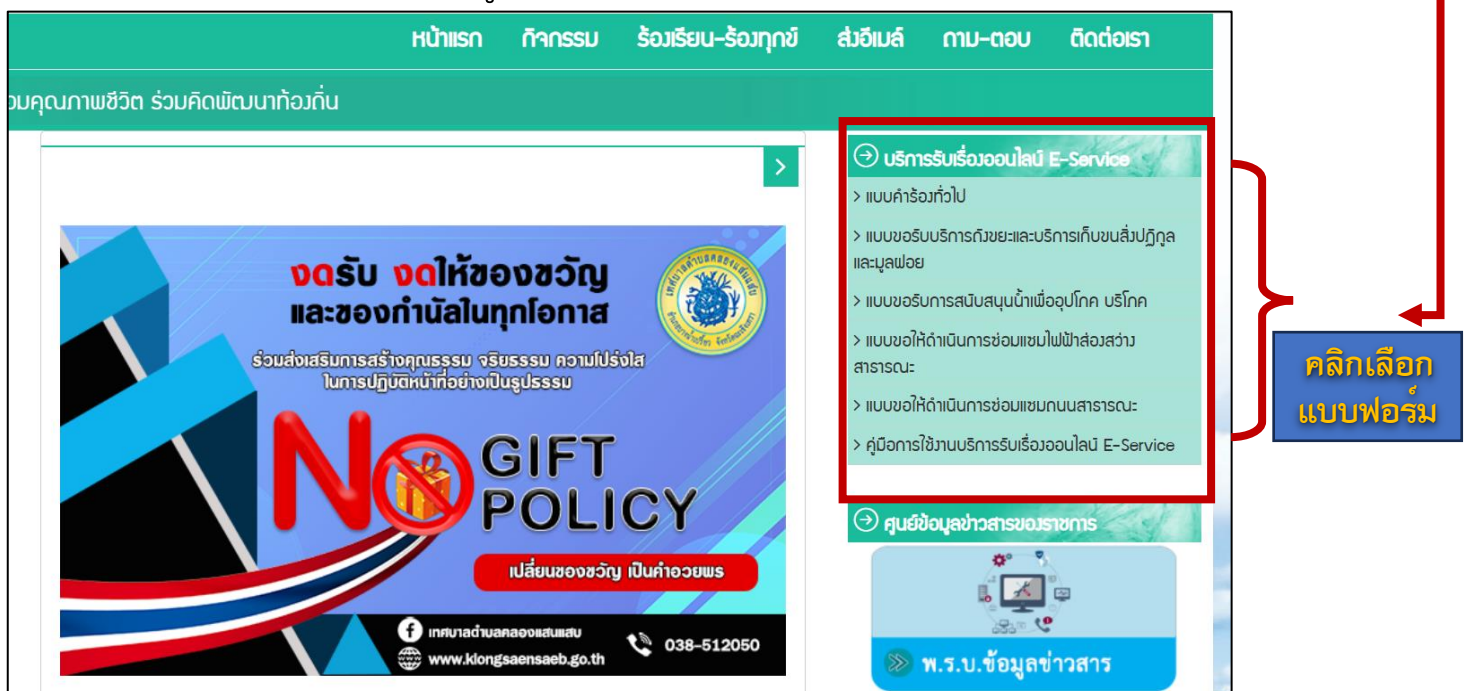 หน้าแรก กิจกรรม ร้องเรียน-ร้องทุกข์ ส่งอีเมล์ ถาม-ตอบ ติดต่อเรา
คุณภาพชีวิต ร่วมคิดพัฒนาท้องถิ่น
บริการรับเรื่องออนไลน์ E-Service
> แบบคำร้องทั่วไป
> แบบขอรับบริการถังขยะและบริการเก็บขนสิ่งปฏิกูล
และมูลฝอย
> แบบขอรับการสนับสนุนน้ำเพื่ออุปโภค บริโภค
> แบบขอให้ดำเนินการซ่อมแซมไฟฟ้าส่องสว่าง
สาธารณะ
> แบบขอให้ดำเนินการซ่อมแซมถนนสาธารณะ
> คู่มือการใช้งานบริการรับเรื่องออนไลน์ E-Service
คลิกเลือก
แบบฟอร์ม
งดรับ งดให้ของขวัญ
และของกำนัลในทุกโอกาส
ร่วมส่งเสริมการสร้างคุณธรรม จริยธรรม ความโปร่งใส
ในการปฏิบัติหน้าที่อย่างเป็นรูปธรรม
เทศบาลตำบลคลองแสนแสบ
NO GIFT
POLICY
เปลี่ยนของขวัญ เป็นคำอวยพร
เทศบาลตำบลคลองแสนแสบ
www.klongsaensaeb.go.th
038-512050
ศูนย์ข้อมูลข่าวสารของราชการ
พ.ร.บ.ข้อมูลข่าวสาร